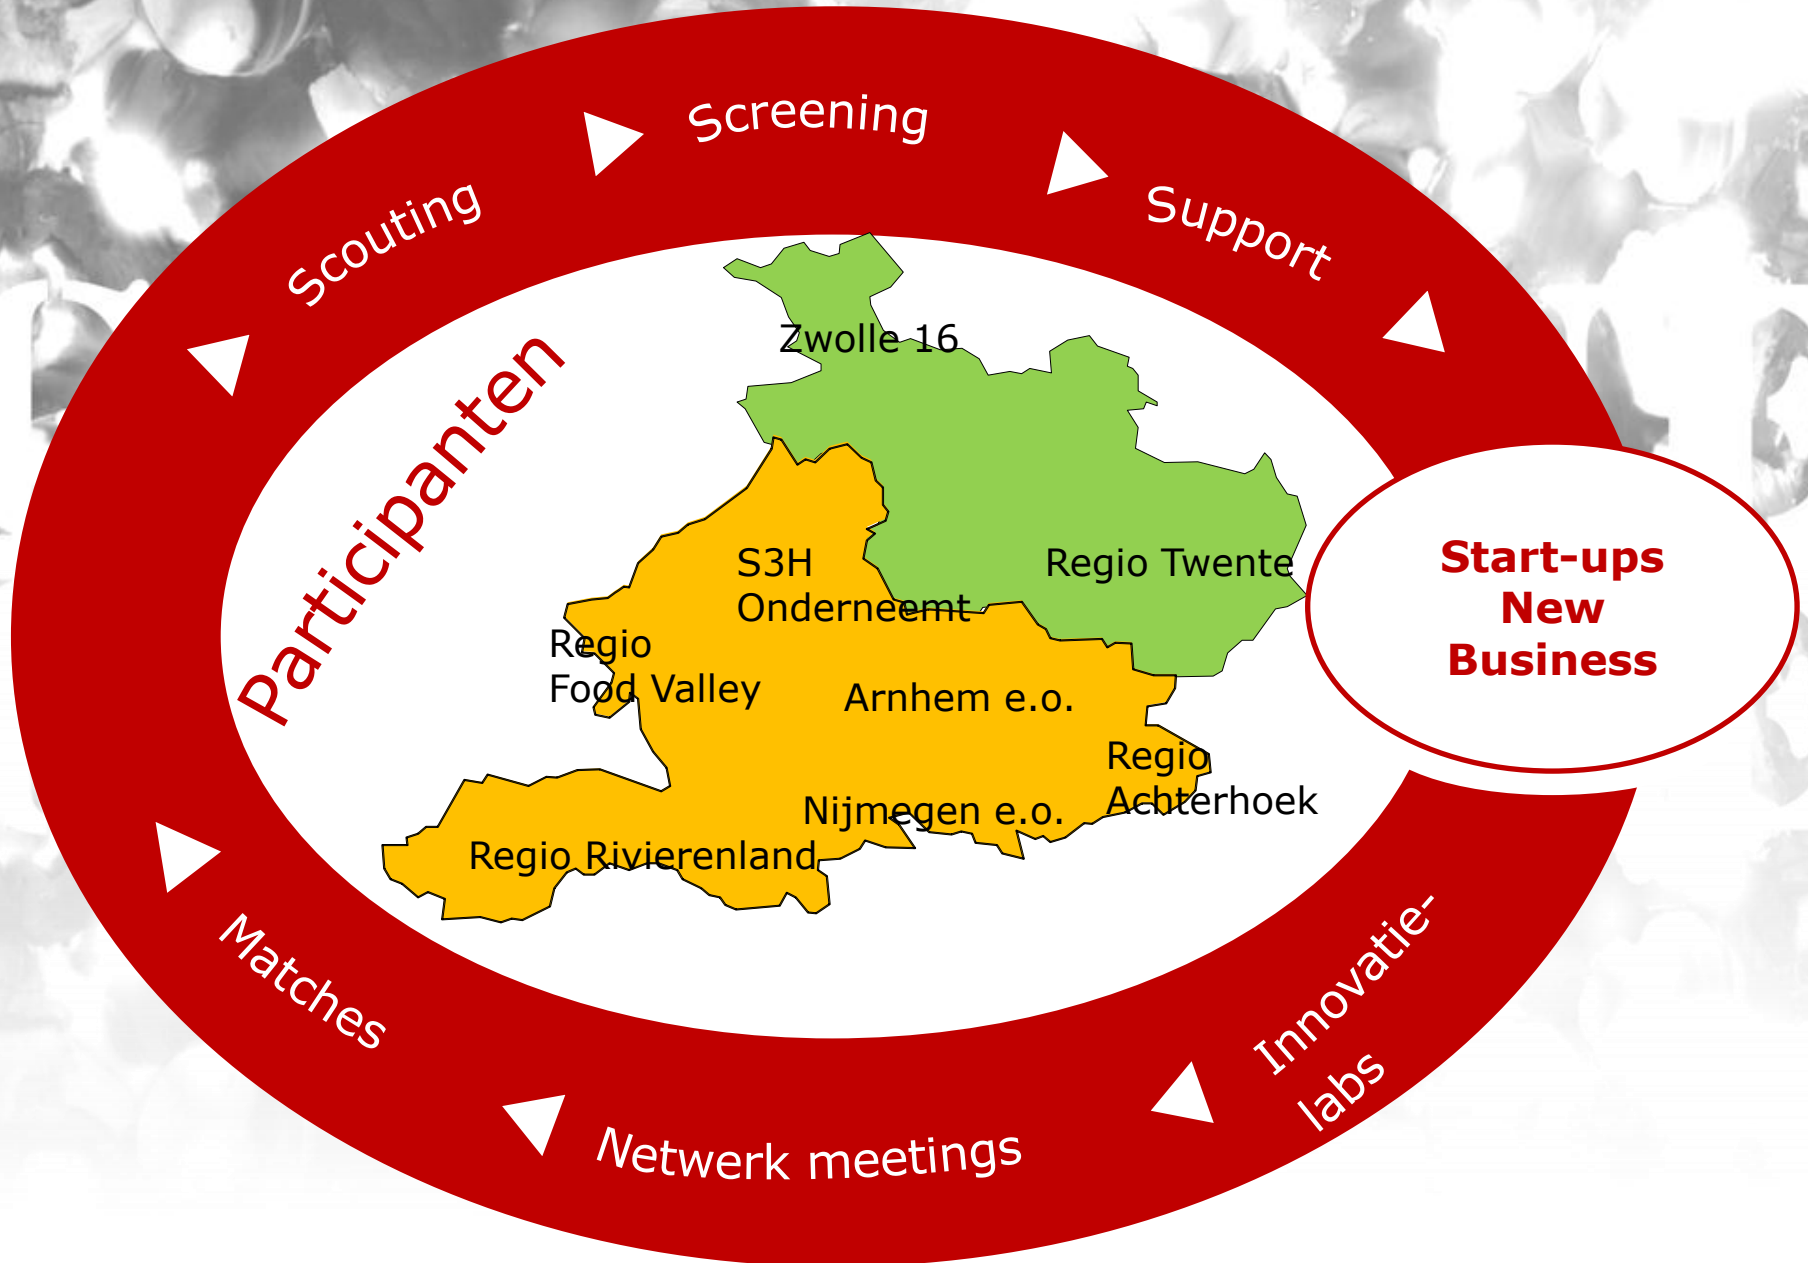 Screening
Scouting
Support
Participanten
Zwolle 16
S3H
Onderneemt
Regio Twente
Regio
Food Valley
Arnhem e.o.
Regio
Achterhoek
Nijmegen e.o.
Regio Rivierenland
Start-ups
New
Business
Innovatie-
labs
Netwerk meetings
Matches